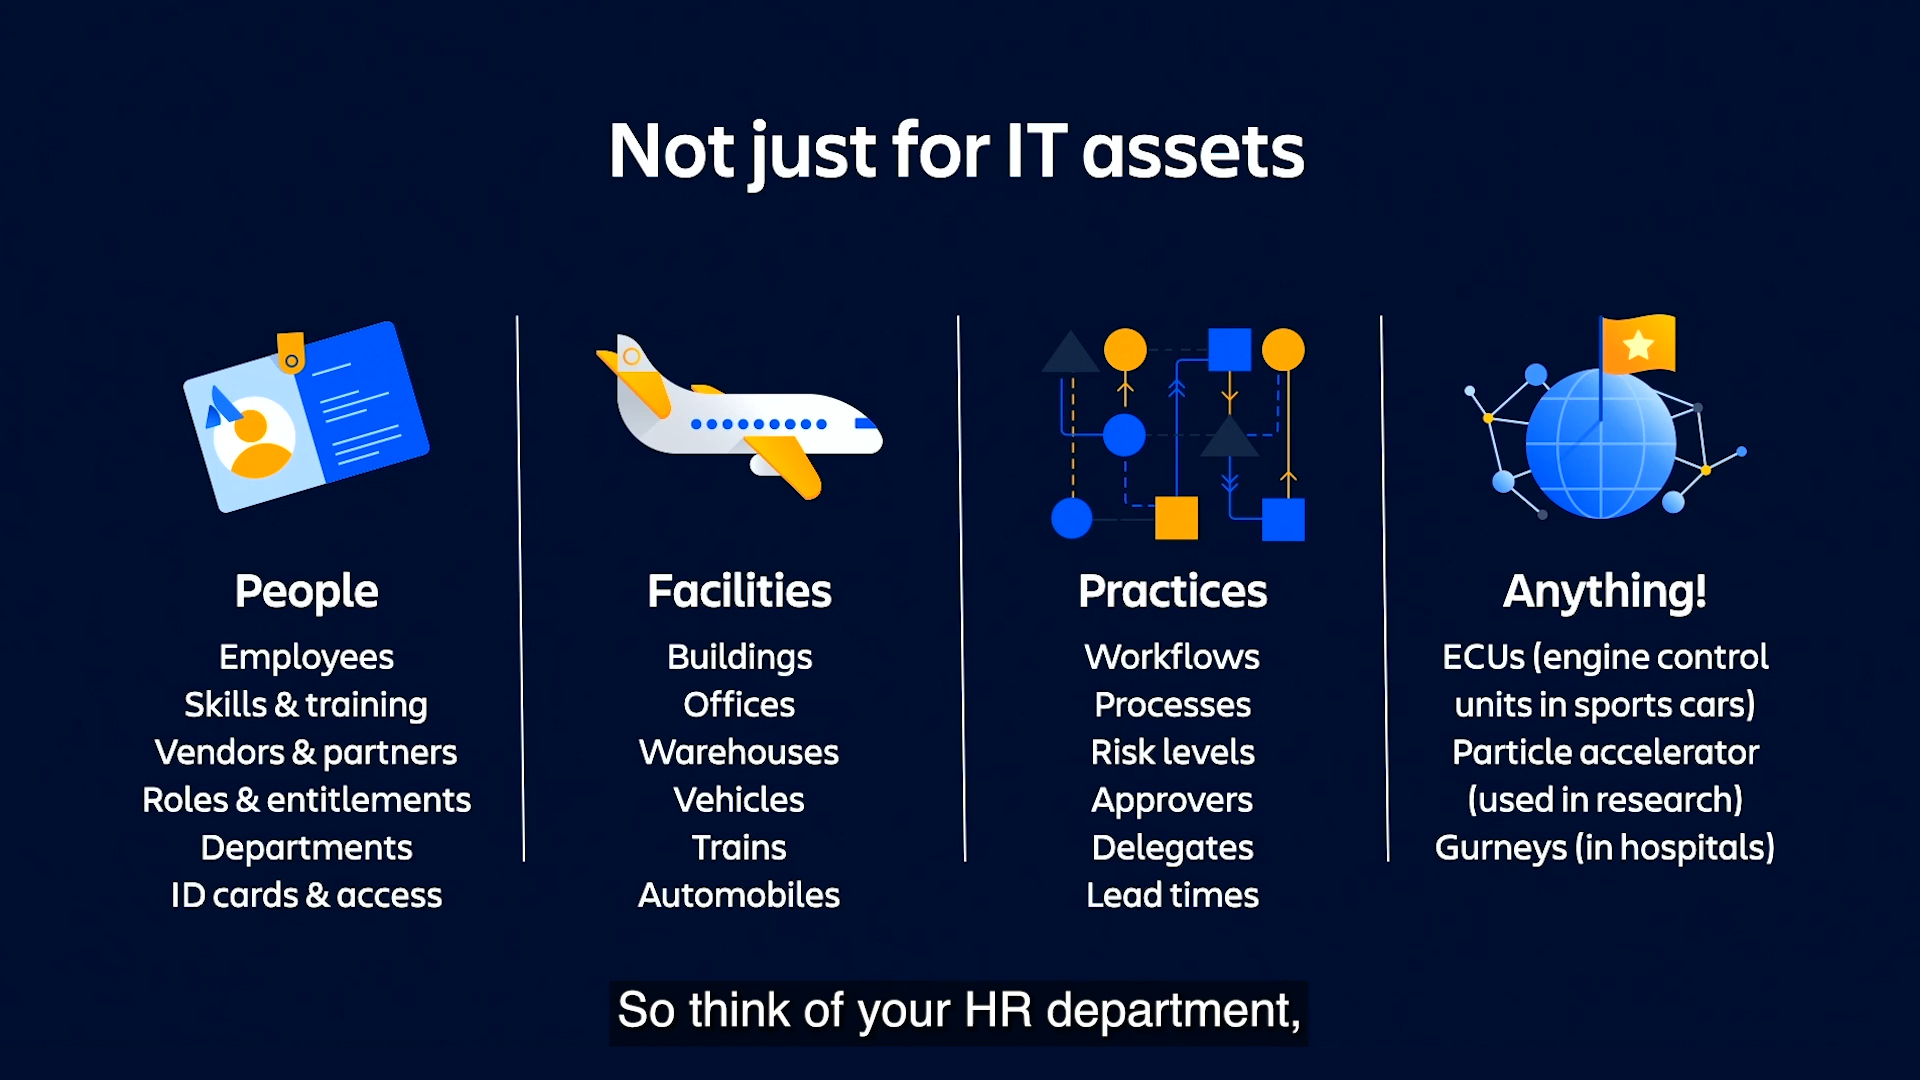 Not just for IT assets
People
Employees
Skills & training
Vendors & partners
Roles & entitlements
Departments
ID cards & access
Facilities
Buildings
Offices
Warehouses
Vehicles
Trains
Automobiles
Practices
Workflows
Processes
Risk levels
Approvers
Delegates
Lead times
Anything!
ECUs (engine control
units in sports cars)
Particle accelerator
(used in research)
Gurneys (in hospitals)
So think of your HR department,